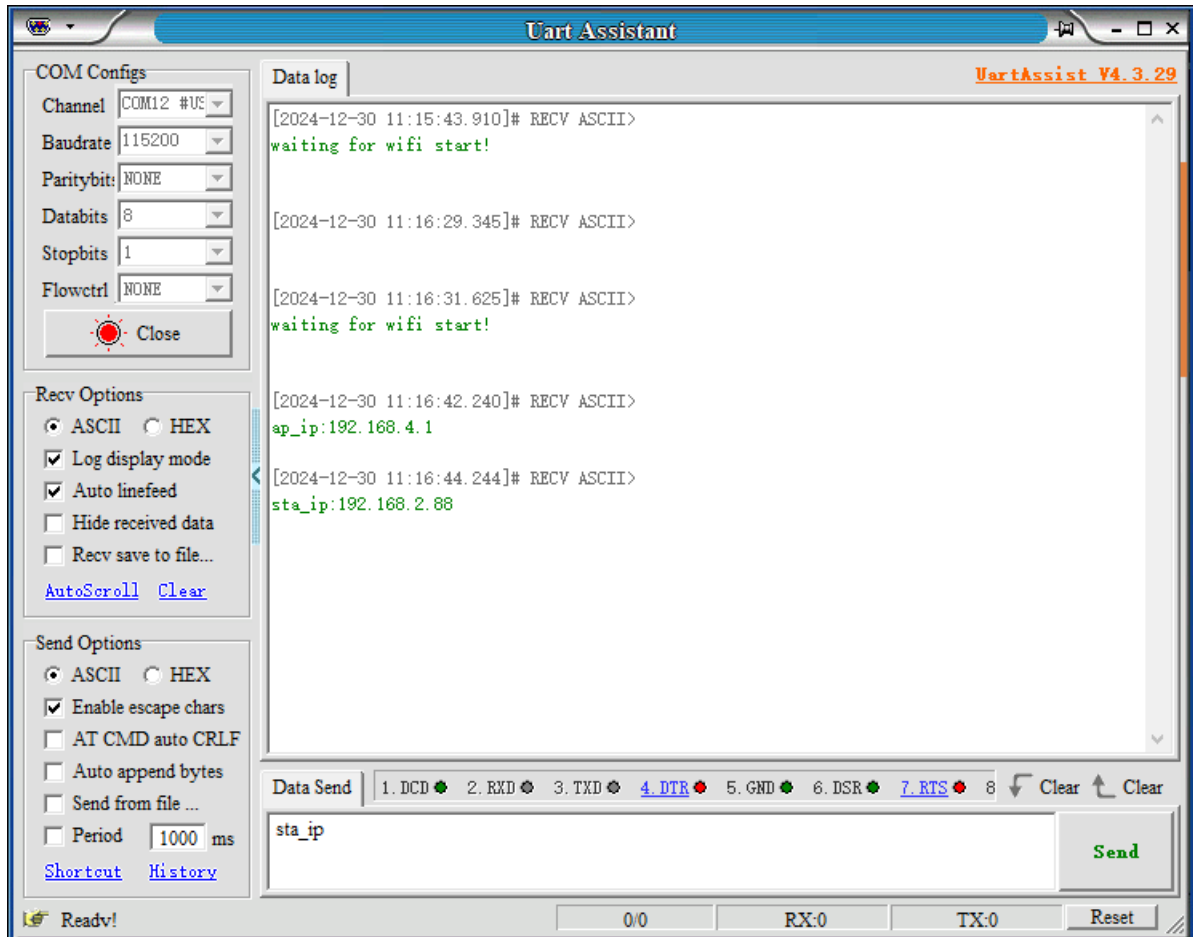 Uart Assistant
COM Configs
Channel COM12 #US
Baudrate 115200
Paritybit: NONE
Databits 8
Stopbits 1
Flowctrl NONE
Close
Recv Options
ASCII HEX
Log display mode
Auto linefeed
Hide received data
Recv save to file...
AutoScroll Clear
Send Options
ASCII HEX
Enable escape chars
AT CMD auto CRLF
Auto append bytes
Send from file ...
Period 1000 ms
Shortcut History
Data log
UartAssist V4.3.29
[2024-12-30 11:15:43.910]# RECV ASCII>
waiting for wifi start!
[2024-12-30 11:16:29.345]# RECV ASCII>
[2024-12-30 11:16:31.625]# RECV ASCII>
waiting for wifi start!
[2024-12-30 11:16:42.240]# RECV ASCII>
ap_ip:192.168.4.1
[2024-12-30 11:16:44.244]# RECV ASCII>
sta_ip:192.168.2.88
Data Send 1.DCD 2.RXD 3.TXD 4.DTR 5.GND 6.DSR 7.RTS 8 Clear Clear
sta_ip
Send
Ready! 0/0 RX:0 TX:0 Reset